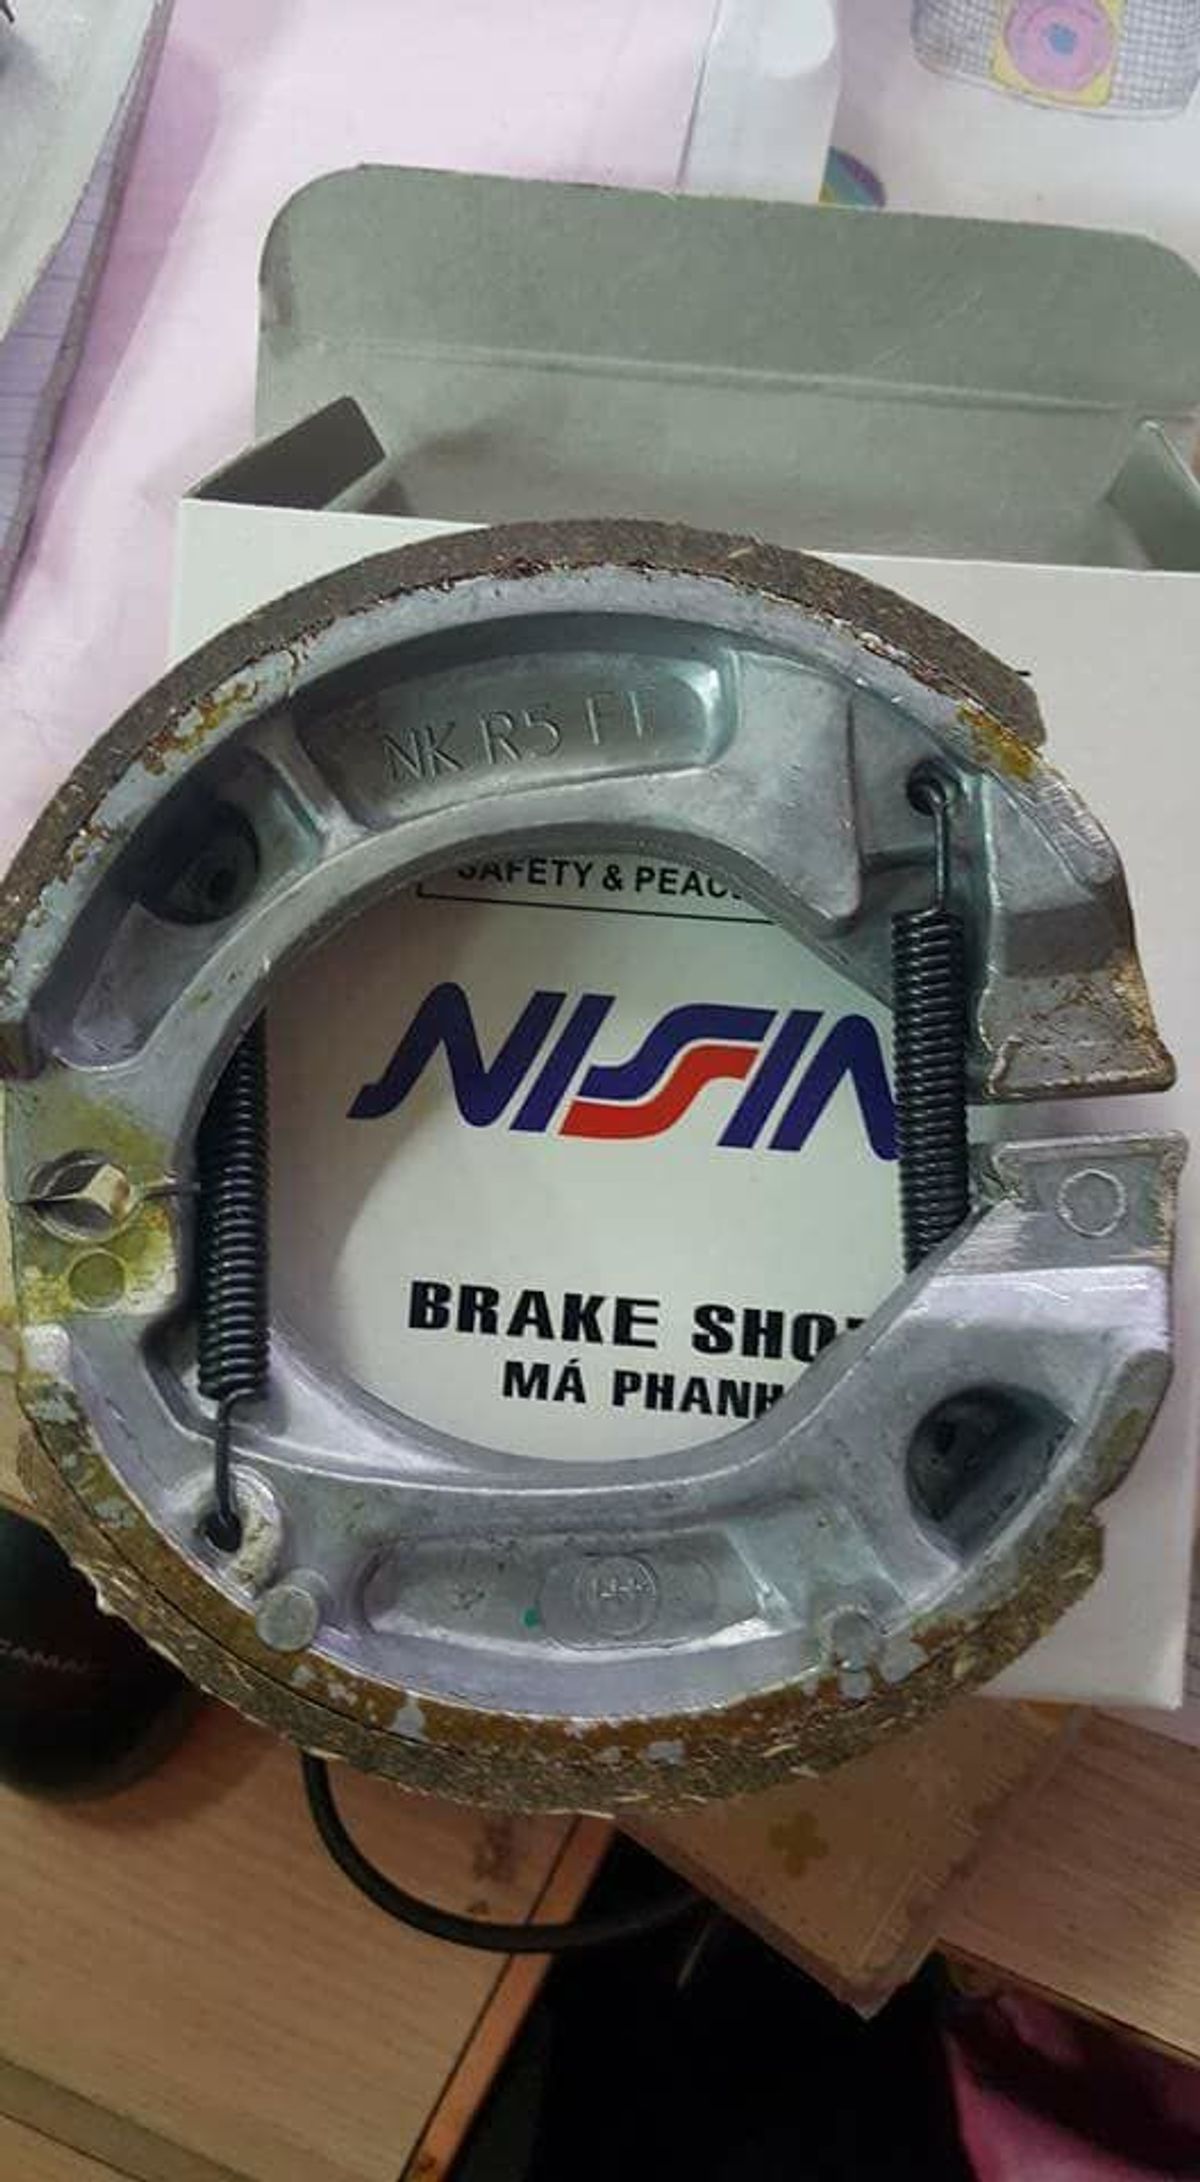 NK R5 FF
SAFETY & PEAC
NISIN
BRAKE SHO
MÁ PHANH